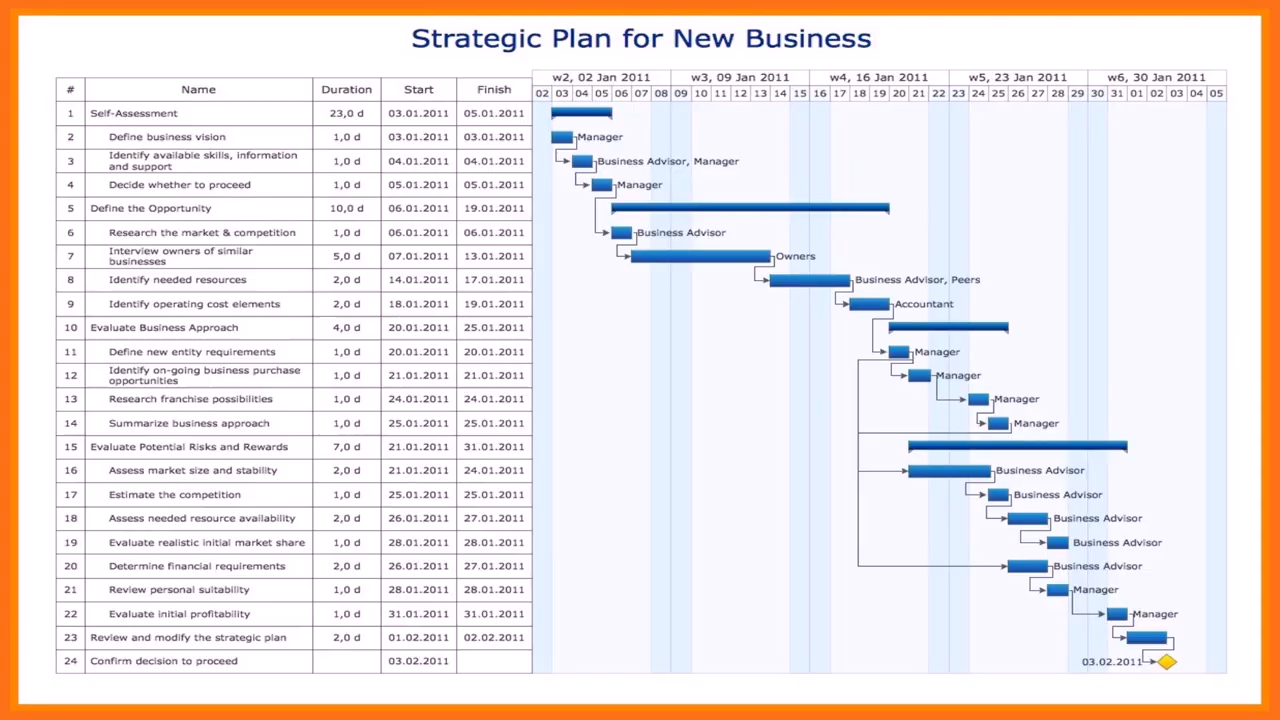 Strategic Plan for New Business
w2, 02 Jan 2011 w3, 09 Jan 2011 w4, 16 Jan 2011 w5, 23 Jan 2011 w6, 30 Jan 2011
# Name Duration Start Finish
02 03 04 05 06 07 08 09 10 11 12 13 14 15 16 17 18 19 20 21 22 23 24 25 26 27 28 29 30 31 01 02 03 04 05
1 Self-Assessment 23,0 d 03.01.2011 05.01.2011
2 Define business vision 1,0 d 03.01.2011 03.01.2011 Manager
3 Identify available skills, information
and support 1,0 d 04.01.2011 04.01.2011 Business Advisor, Manager
4 Decide whether to proceed 1,0 d 05.01.2011 05.01.2011 Manager
5 Define the Opportunity 10,0 d 06.01.2011 19.01.2011
6 Research the market & competition 1,0 d 06.01.2011 06.01.2011 Business Advisor
7 Interview owners of similar
businesses 5,0 d 07.01.2011 13.01.2011 Owners
8 Identify needed resources 2,0 d 14.01.2011 17.01.2011 Business Advisor, Peers
9 Identify operating cost elements 2,0 d 18.01.2011 19.01.2011 Accountant
10 Evaluate Business Approach 4,0 d 20.01.2011 25.01.2011
11 Define new entity requirements 1,0 d 20.01.2011 20.01.2011 Manager
12 Identify on-going business purchase
opportunities 1,0 d 21.01.2011 21.01.2011 Manager
13 Research franchise possibilities 1,0 d 24.01.2011 24.01.2011 Manager
14 Summarize business approach 1,0 d 25.01.2011 25.01.2011 Manager
15 Evaluate Potential Risks and Rewards 7,0 d 21.01.2011 31.01.2011
16 Assess market size and stability 2,0 d 21.01.2011 24.01.2011 Business Advisor
17 Estimate the competition 1,0 d 25.01.2011 25.01.2011 Business Advisor
18 Assess needed resource availability 2,0 d 26.01.2011 27.01.2011 Business Advisor
19 Evaluate realistic initial market share 1,0 d 28.01.2011 28.01.2011 Business Advisor
20 Determine financial requirements 2,0 d 26.01.2011 27.01.2011 Business Advisor
21 Review personal suitability 1,0 d 28.01.2011 28.01.2011 Manager
22 Evaluate initial profitability 1,0 d 31.01.2011 31.01.2011 Manager
23 Review and modify the strategic plan 2,0 d 01.02.2011 02.02.2011
24 Confirm decision to proceed 03.02.2011 03.02.2011